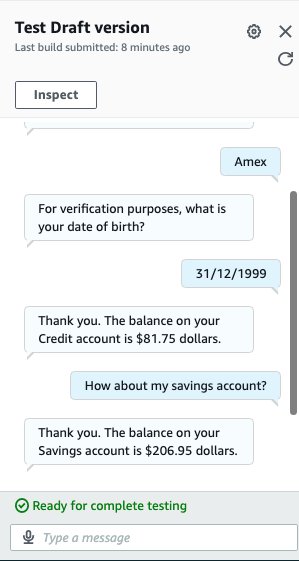 Test Draft version
Last build submitted: 8 minutes ago
Inspect
Amex
For verification purposes, what is
your date of birth?
31/12/1999
Thank you. The balance on your
Credit account is $81.75 dollars.
How about my savings account?
Thank you. The balance on your
Savings account is $206.95 dollars.
Ready for complete testing
Type a message